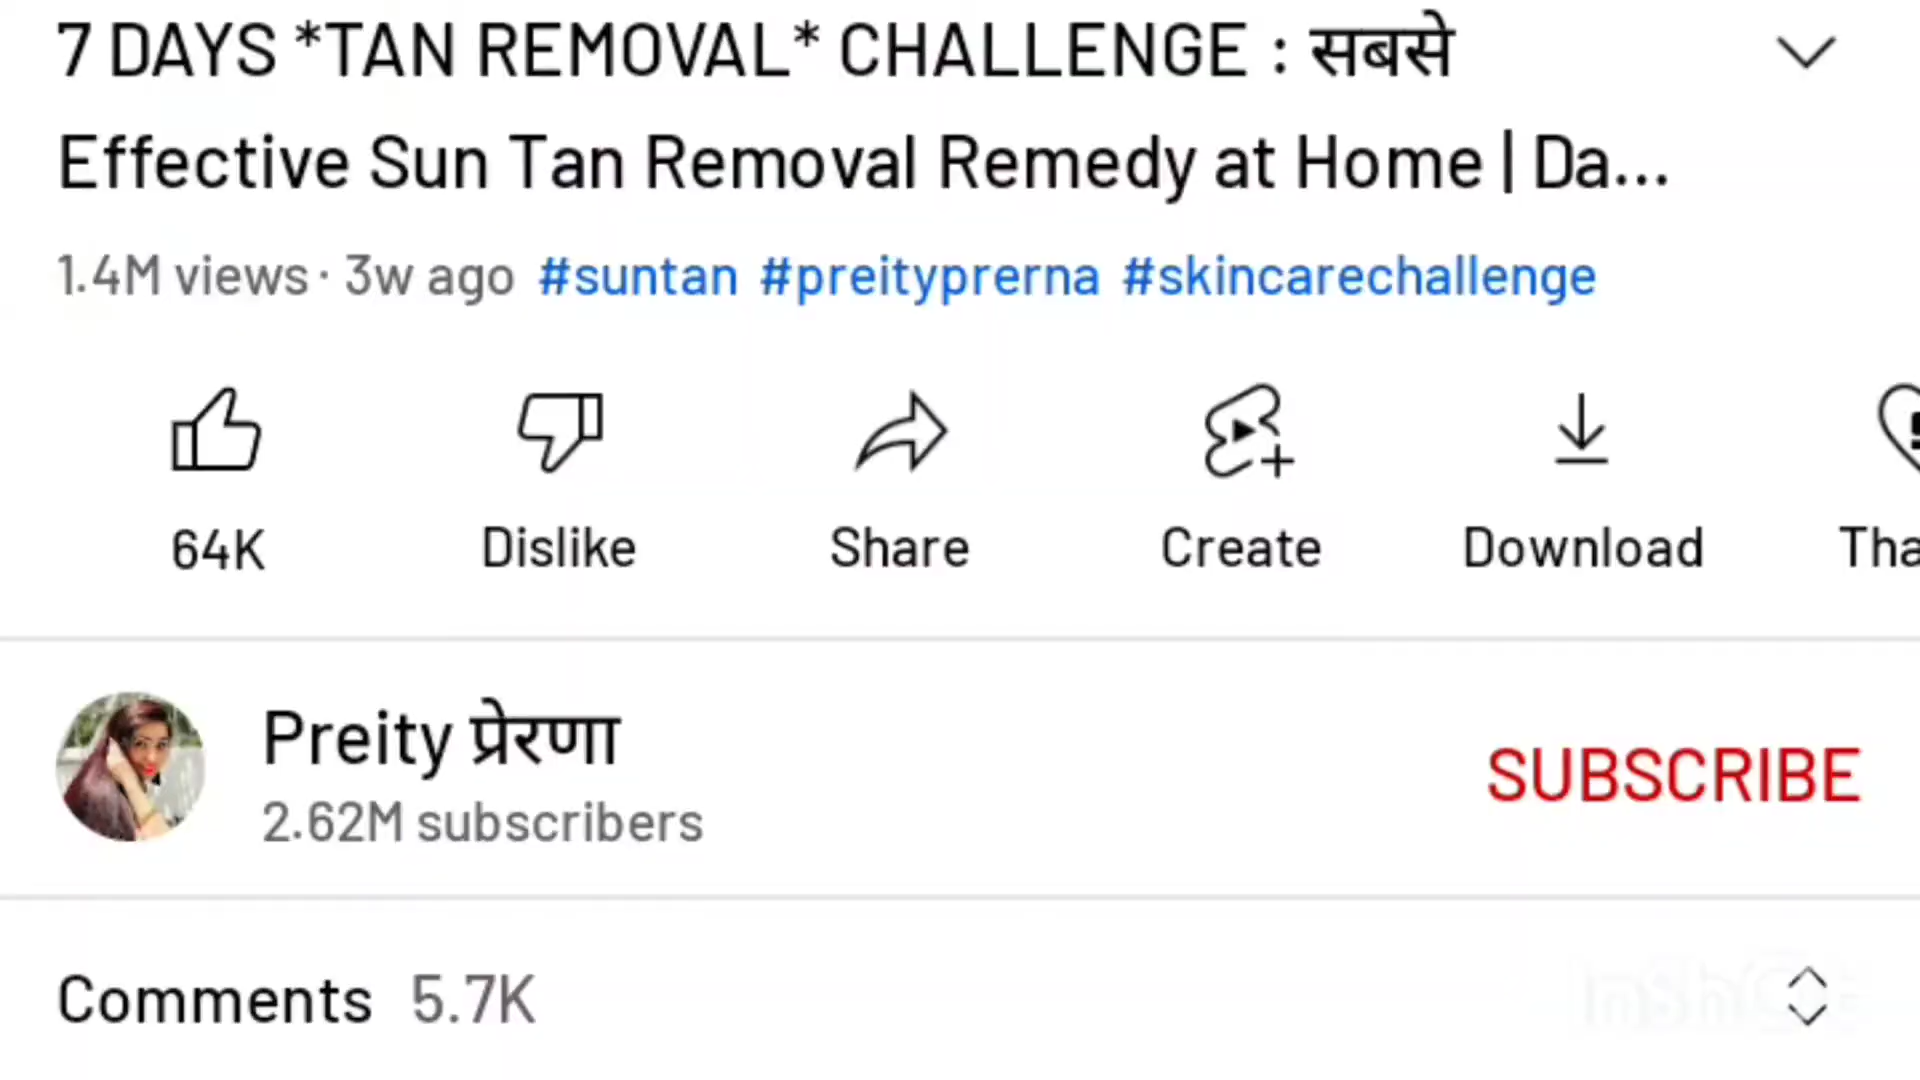 7 DAYS *TAN REMOVAL* CHALLENGE : सबसे
Effective Sun Tan Removal Remedy at Home | Da...
1.4M views · 3w ago #suntan #preityprerna #skincarechallenge
64K Dislike Share Create Download Tha
Preity प्रेरणा
2.62M subscribers
SUBSCRIBE
Comments 5.7K